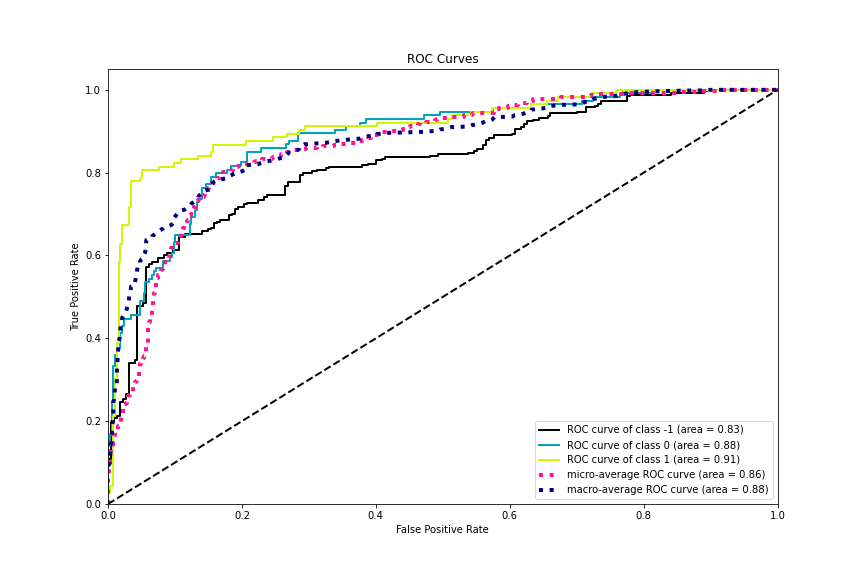 ROC Curves
True Positive Rate
1.0
0.8
0.6
0.4
0.2
0.0
0.0 0.2 0.4 0.6 0.8 1.0
False Positive Rate
ROC curve of class -1 (area = 0.83)
ROC curve of class 0 (area = 0.88)
ROC curve of class 1 (area = 0.91)
micro-average ROC curve (area = 0.86)
macro-average ROC curve (area = 0.88)